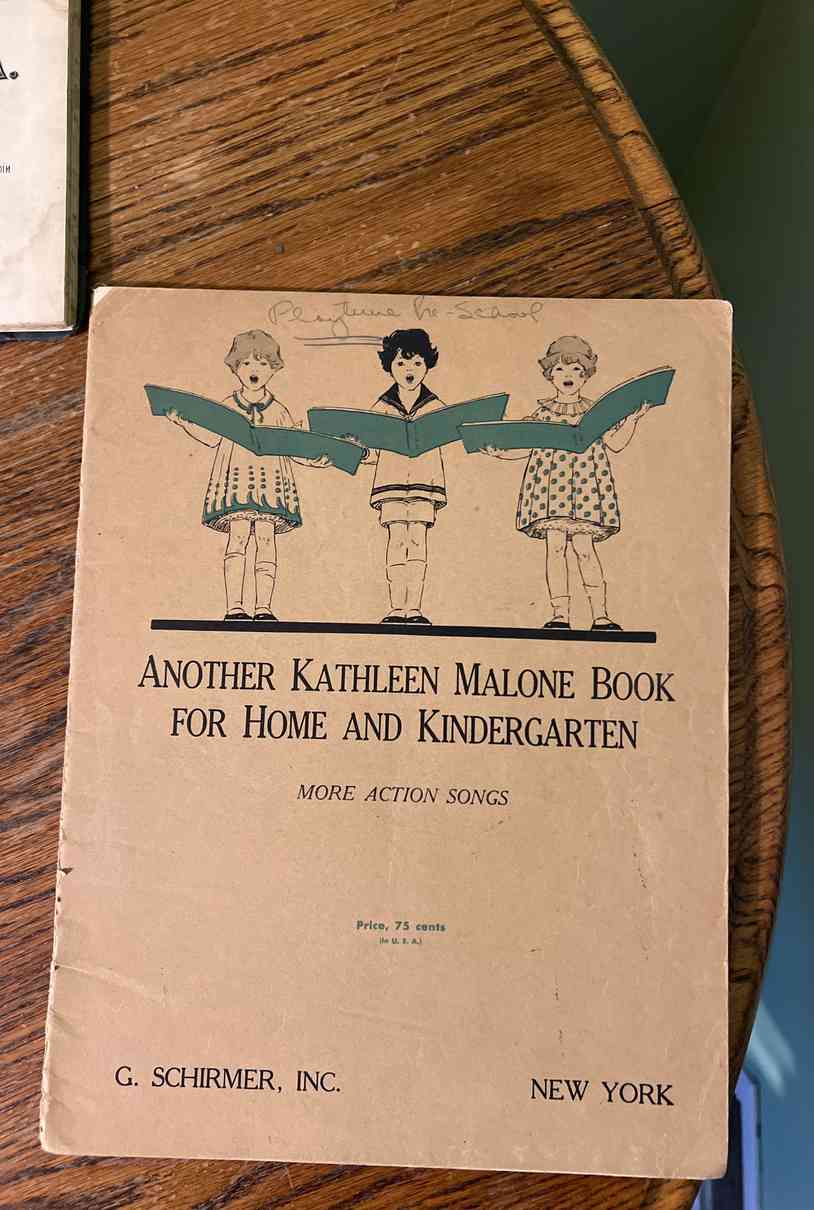 A.
Playtime Pre-School
ANOTHER KATHLEEN MALONE BOOK
FOR HOME AND KINDERGARTEN
MORE ACTION SONGS
Price, 75 cents
(In U. S. A.)
G. SCHIRMER, INC.
NEW YORK